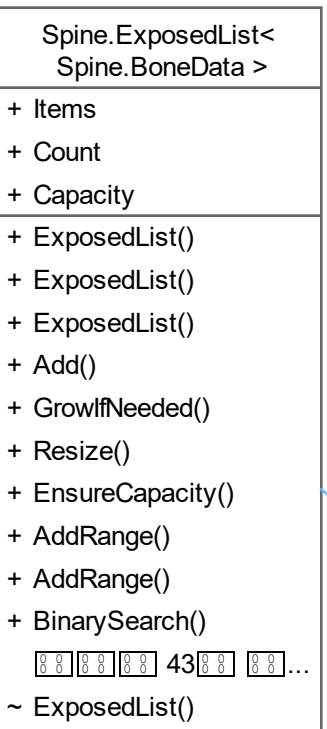 Spine.ExposedList<
Spine.BoneData >
+ Items
+ Count
+ Capacity
+ ExposedList()
+ ExposedList()
+ ExposedList()
+ Add()
+ GrowIfNeeded()
+ Resize()
+ EnsureCapacity()
+ AddRange()
+ AddRange()
+ BinarySearch()
43 ...
~ ExposedList()